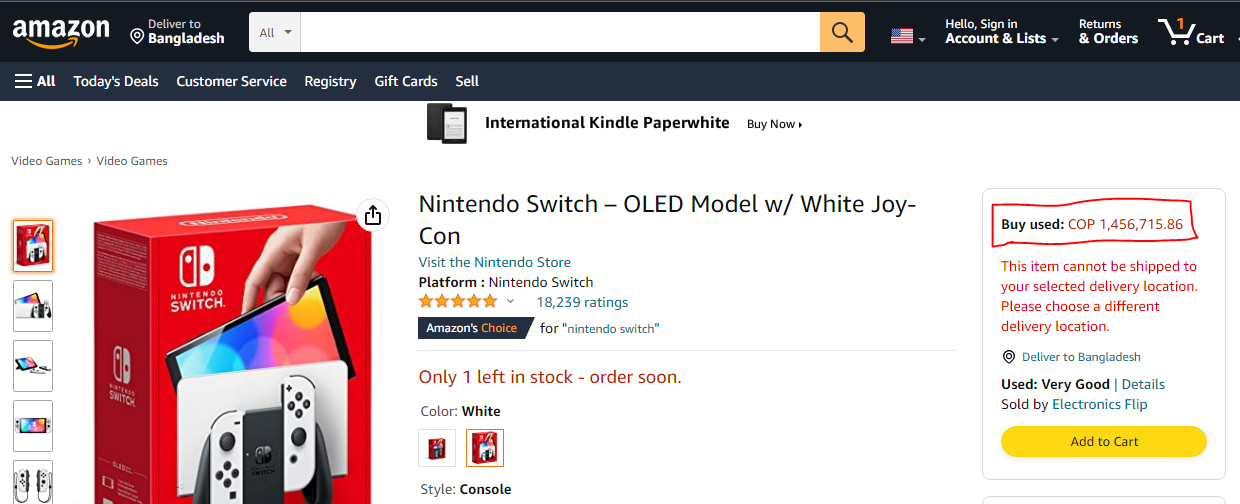 amazon
Deliver to
Bangladesh
All
Hello, Sign in
Account & Lists
Returns
& Orders
1
Cart
All
Today's Deals
Customer Service
Registry
Gift Cards
Sell
International Kindle Paperwhite
Buy Now
Video Games › Video Games
Nintendo
NINTENDO
SWITCH.
NINTENDO
SWITCH.
OLED
Nintendo Switch – OLED Model w/ White Joy-
Con
Visit the Nintendo Store
Platform : Nintendo Switch
18,239 ratings
Amazon's Choice for "nintendo switch"
Only 1 left in stock - order soon.
Color: White
Style: Console
Buy used: COP 1,456,715.86
This item cannot be shipped to
your selected delivery location.
Please choose a different
delivery location.
Deliver to Bangladesh
Used: Very Good | Details
Sold by Electronics Flip
Add to Cart